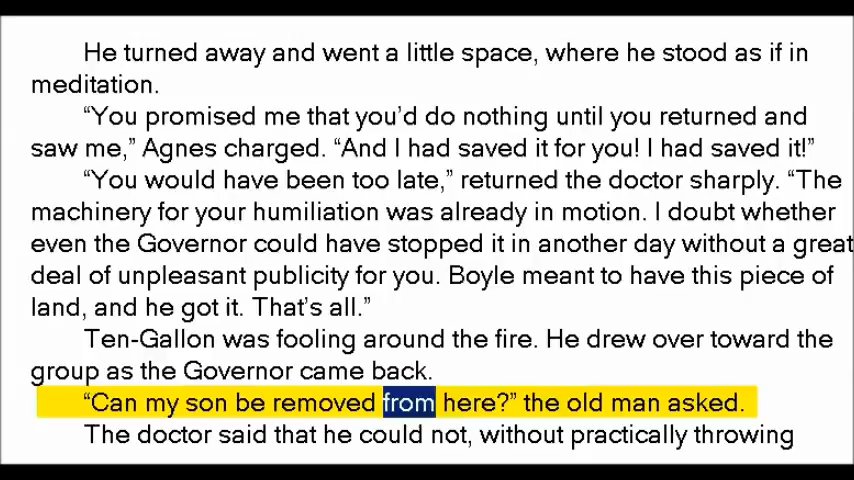 He turned away and went a little space, where he stood as if in
meditation.
“You promised me that you’d do nothing until you returned and
saw me,” Agnes charged. “And I had saved it for you! I had saved it!”
“You would have been too late,” returned the doctor sharply. “The
machinery for your humiliation was already in motion. I doubt whether
even the Governor could have stopped it in another day without a great
deal of unpleasant publicity for you. Boyle meant to have this piece of
land, and he got it. That’s all.”
Ten-Gallon was fooling around the fire. He drew over toward the
group as the Governor came back.
“Can my son be removed from here?” the old man asked.
The doctor said that he could not, without practically throwing